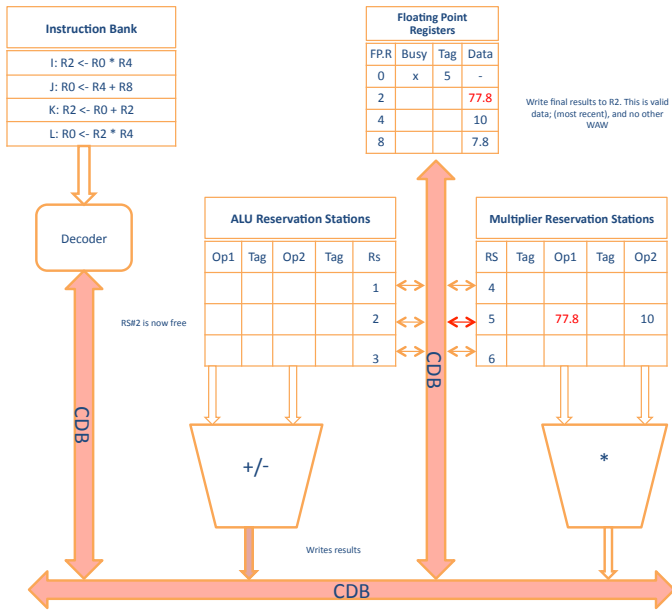 Instruction Bank
I: R2 <- R0 * R4
J: R0 <- R4 + R8
K: R2 <- R0 + R2
L: R0 <- R2 * R4
Floating Point
Registers
FP.R Busy Tag Data
0 x 5 -
2 77.8
4 10
8 7.8
Write final results to R2. This is valid
data; (most recent), and no other
WAW
Decoder
ALU Reservation Stations
Op1 Tag Op2 Tag Rs
1
2
3
Multiplier Reservation Stations
RS Tag Op1 Tag Op2
4
5 77.8 10
6
RS#2 is now free
CDB
CDB
+/-
*
Writes results
CDB